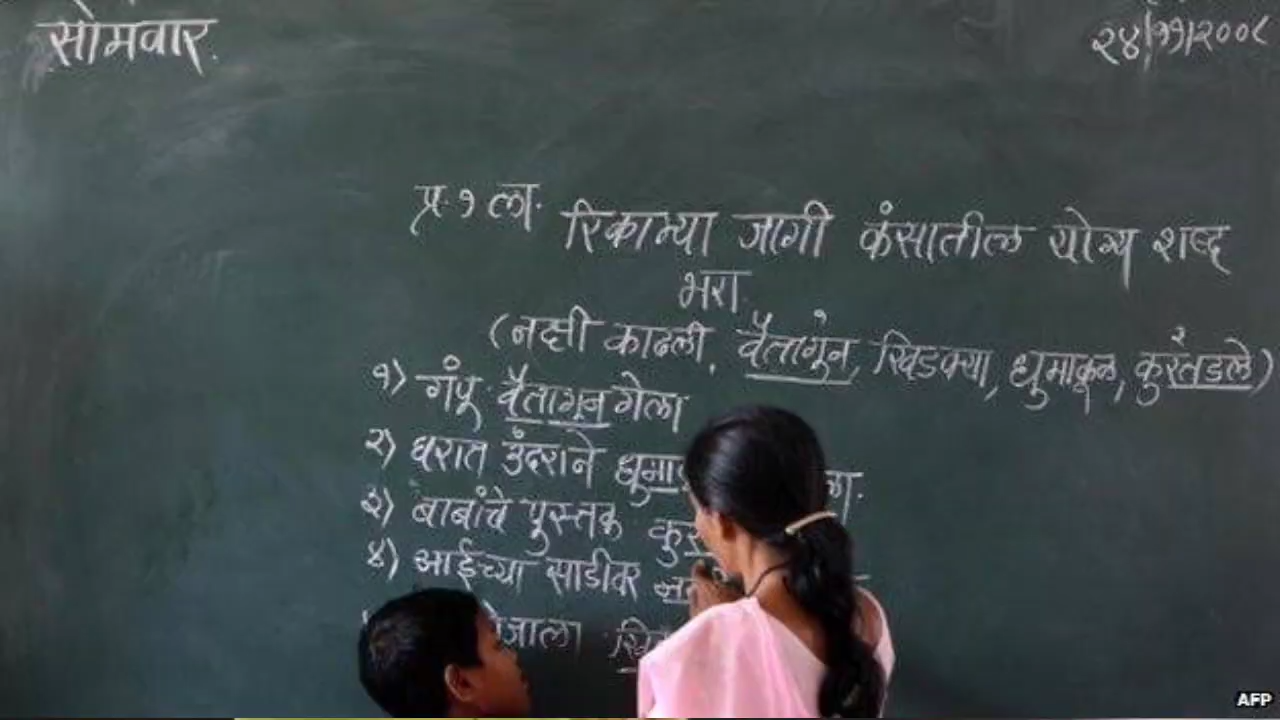 सोमवार.
२४/११/२००८
प्र.१ ला.
रिकाम्या जागी कंसातील योग्य शब्द
भरा.
(नक्षी काढली, वैतागून, खिडक्या, धुमाकूळ, कुरतडले)
१) गंपू वैतागून गेला
२) घरात उंदराने धुमा ला.
३) बाबांचे पुस्तक कुर
४) आईच्या साडीवर न
AFP